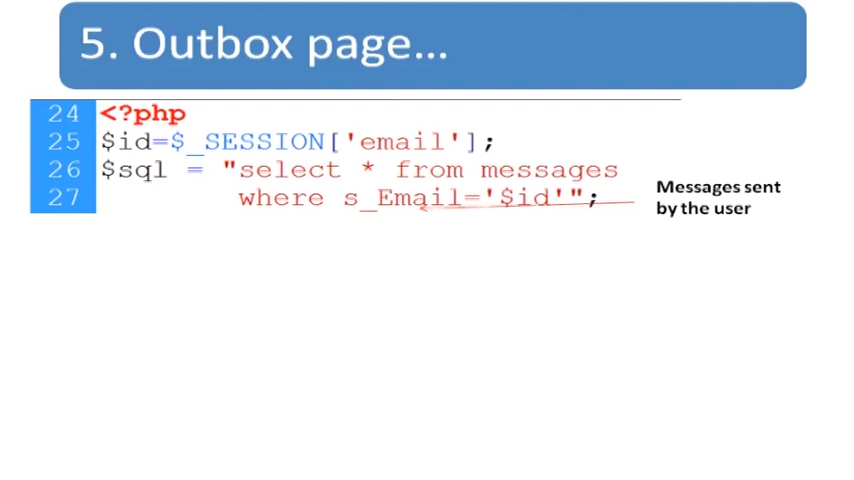 5. Outbox page...
24 <?php
25 $id=$_SESSION['email'];
26 $sql = "select * from messages
27 where s_Email='$id'";
Messages sent
by the user